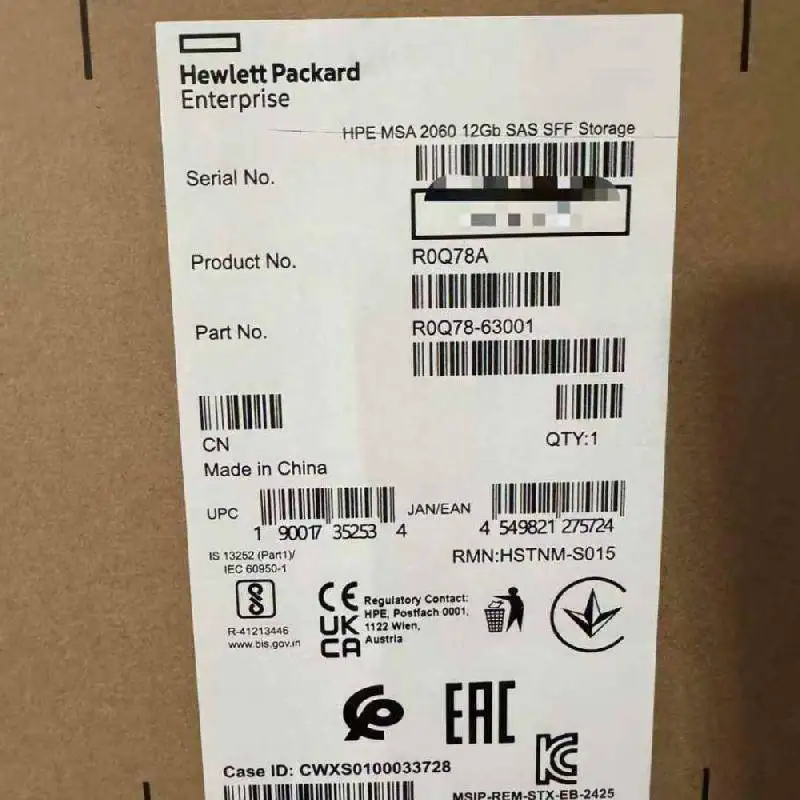 Hewlett Packard
Enterprise
HPE MSA 2060 12Gb SAS SFF Storage
Serial No.
Product No.
R0Q78A
Part No.
R0Q78-63001
CN
QTY:1
Made in China
UPC
1 90017 35253 4
JAN/EAN
4 549821 275724
IS 13252 (Part1)/
IEC 60950-1
RMN:HSTNM-S015
R-41213446
www.bis.gov.in
CE
UK
CA
Regulatory Contact:
HPE, Postfach 0001,
1122 Wien,
Austria
EAC
KC
Case ID: CWXS0100033728
MSIP-REM-STX-EB-2425